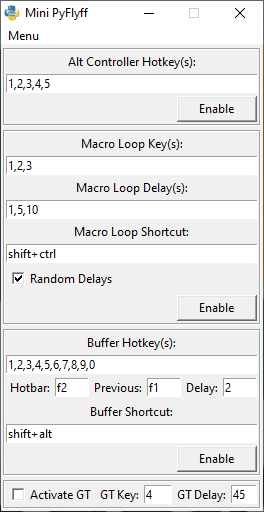 Mini PyFlyff
Menu
Alt Controller Hotkey(s):
1,2,3,4,5
Enable
Macro Loop Key(s):
1,2,3
Macro Loop Delay(s):
1,5,10
Macro Loop Shortcut:
shift+ctrl
Random Delays
Enable
Buffer Hotkey(s):
1,2,3,4,5,6,7,8,9,0
Hotbar: f2 Previous: f1 Delay: 2
Buffer Shortcut:
shift+alt
Enable
Activate GT GT Key: 4 GT Delay: 45